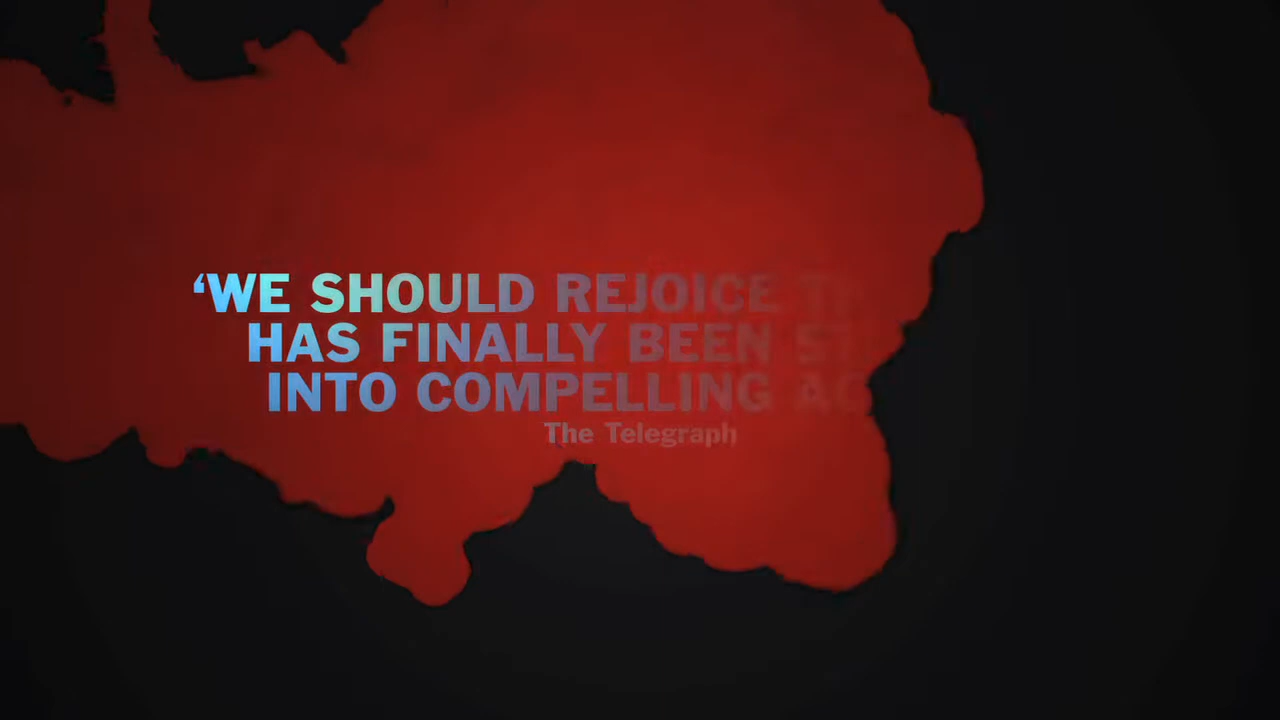 ‘WE SHOULD REJOICE
HAS FINALLY BEEN
INTO COMPELLING
The Telegraph